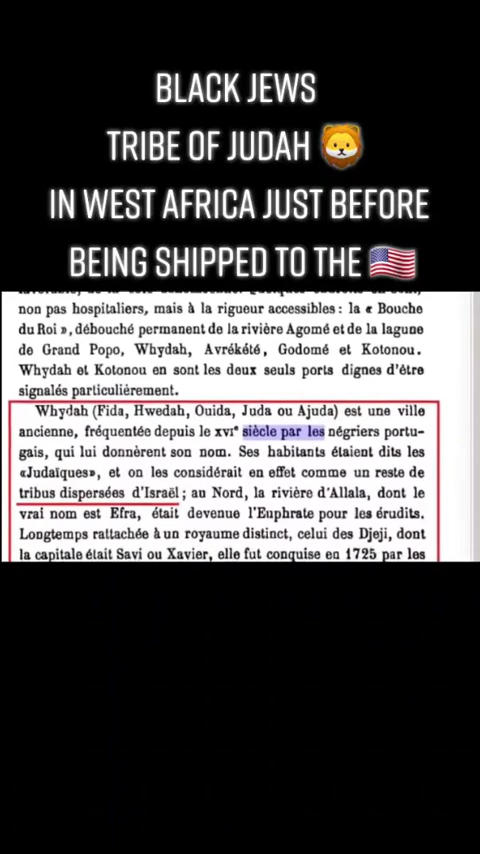 BLACK JEWS
TRIBE OF JUDAH
IN WEST AFRICA JUST BEFORE
BEING SHIPPED TO THE
non pas hospitaliers, mais à la rigueur accessibles : la « Bouche
du Roi », débouché permanent de la rivière Agomé et de la lagune
de Grand Popo, Whydah, Avrékété, Godomé et Kotonou.
Whydah et Kotonou en sont les deux seuls ports dignes d'être
signalés particulièrement.
Whydah (Fida, Hwedah, Ouida, Juda ou Ajuda) est une ville
ancienne, fréquentée depuis le XVIe siècle par les négriers portu-
gais, qui lui donnèrent son nom. Ses habitants étaient dits les
«Judaïques», et on les considérait en effet comme un reste de
tribus dispersées d'Israël ; au Nord, la rivière d'Allala, dont le
vrai nom est Efra, était devenue l'Euphrate pour les érudits.
Longtemps rattachée à un royaume distinct, celui des Djeji, dont
la capitale était Savi ou Xavier, elle fut conquise en 1725 par les